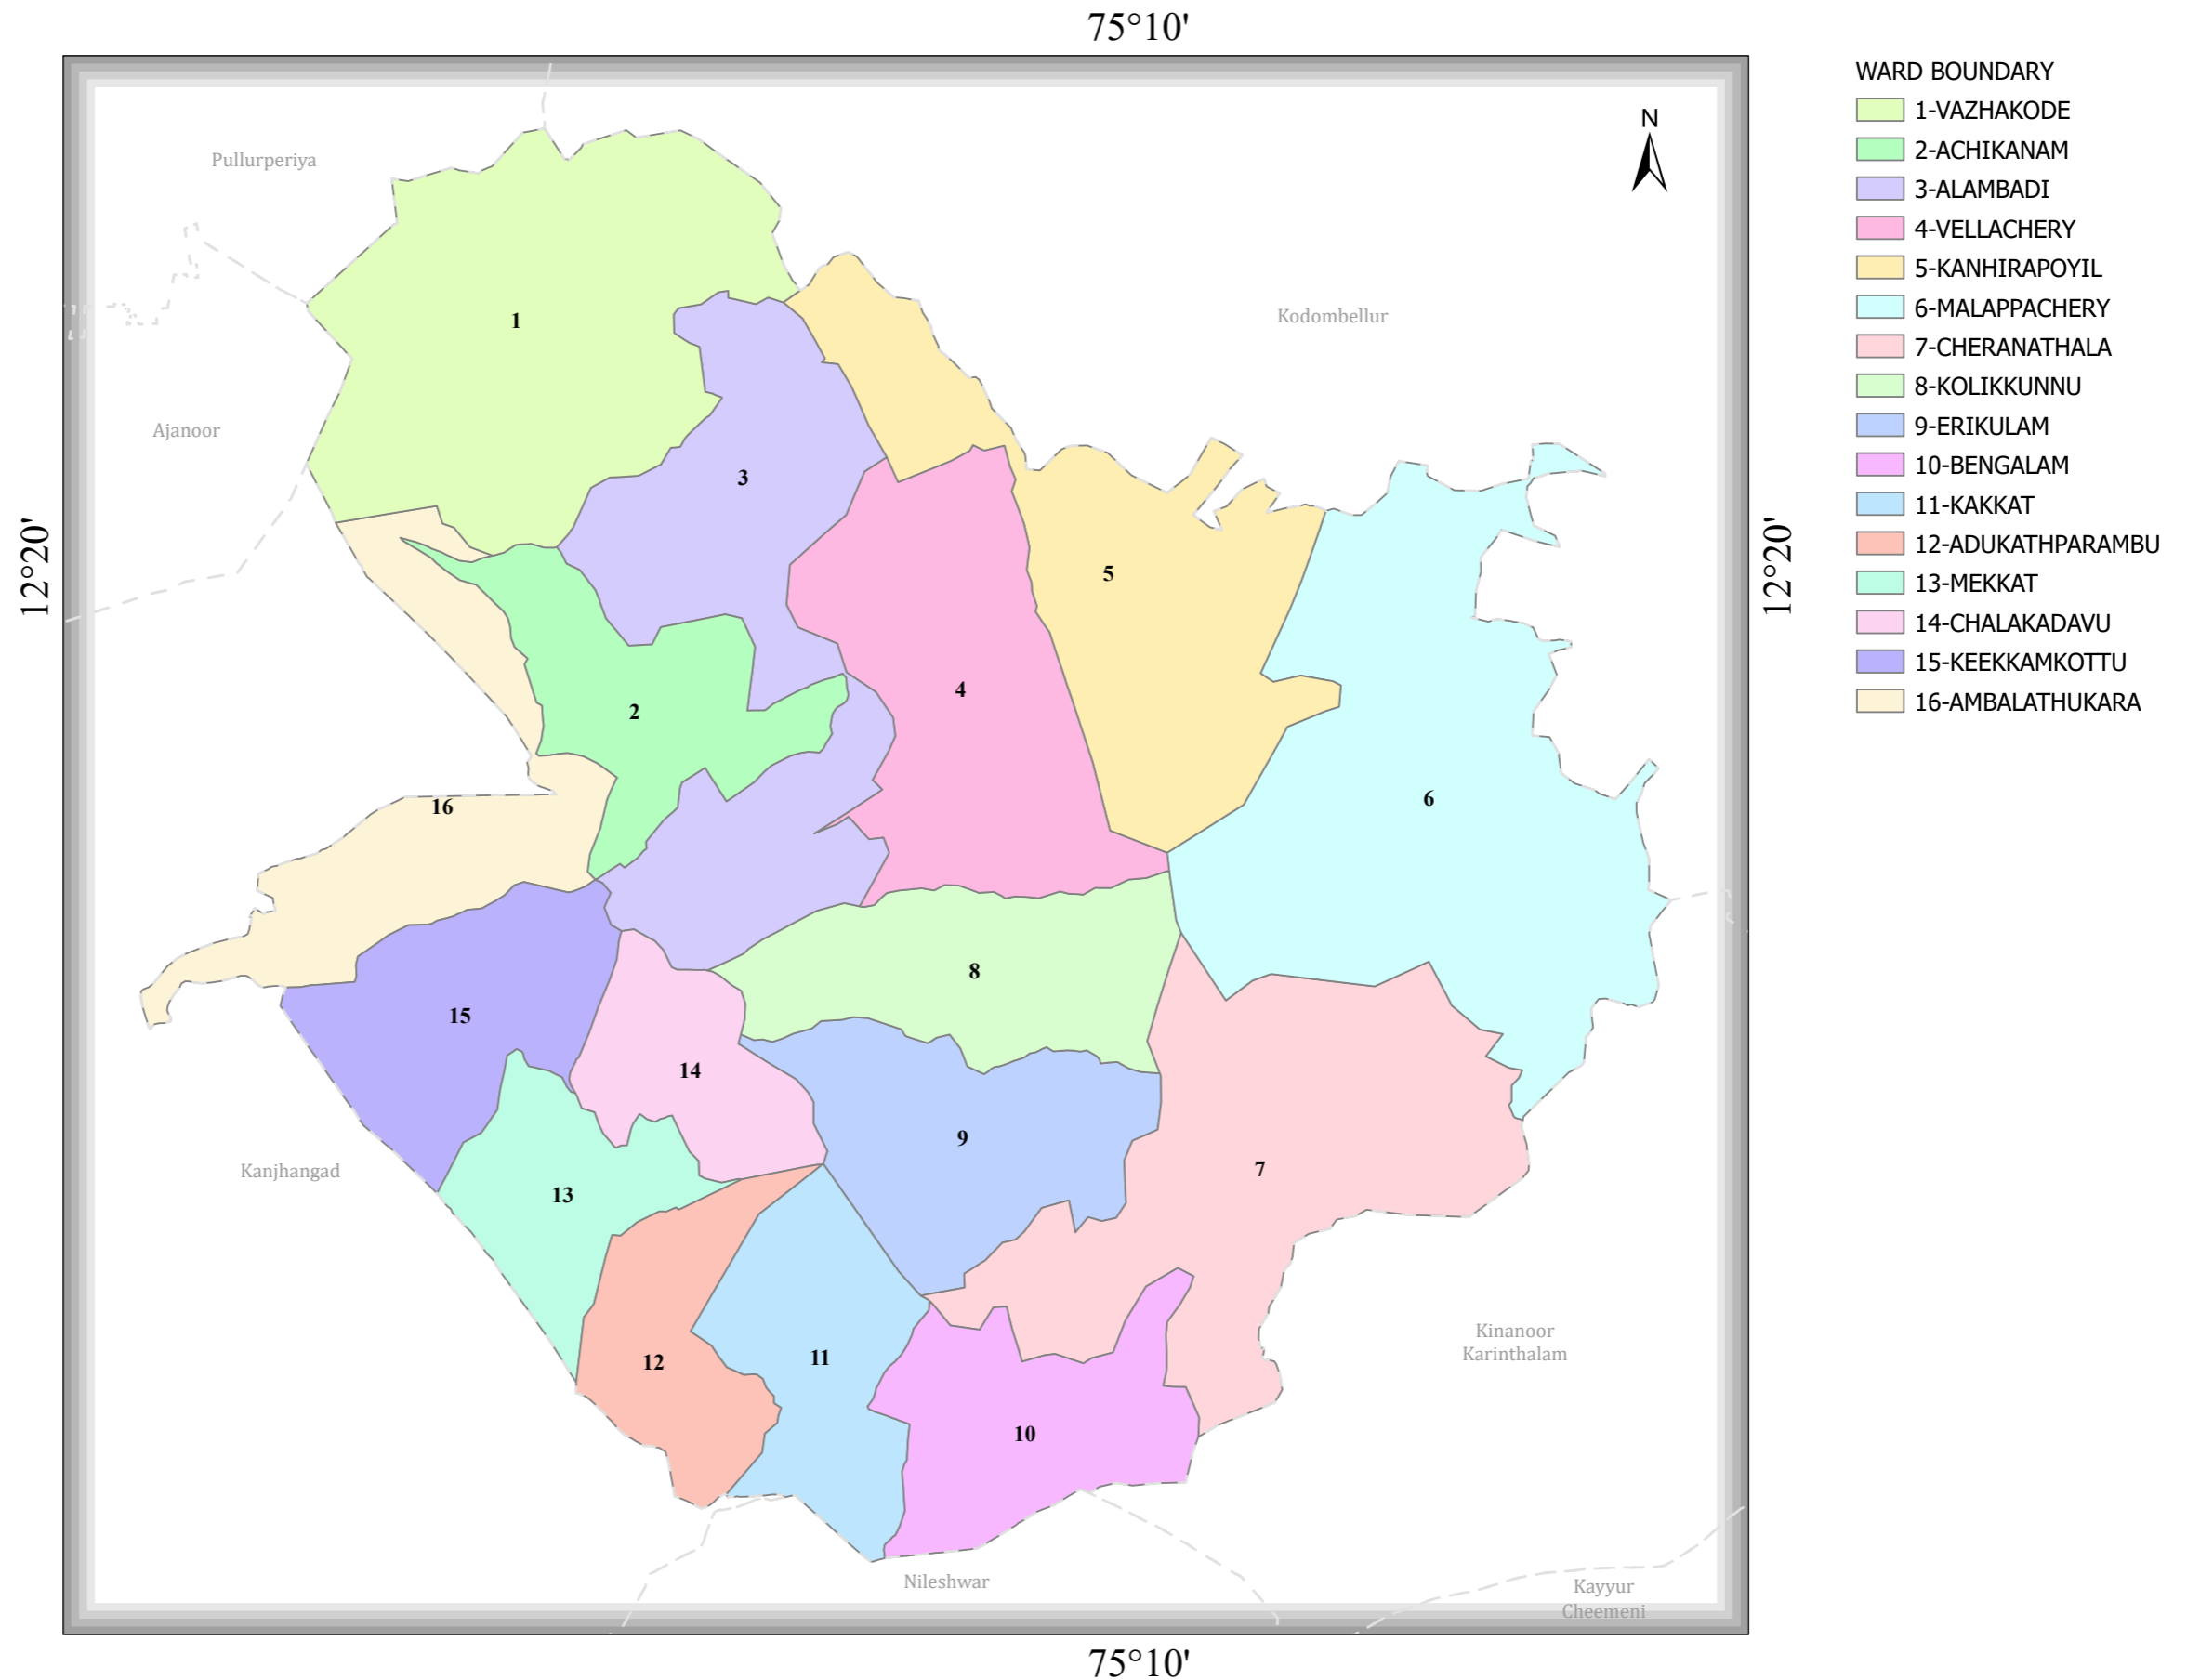 75°10'
WARD BOUNDARY
1-VAZHAKODE
2-ACHIKANAM
3-ALAMBADI
4-VELLACHERY
5-KANHIRAPOYIL
6-MALAPPACHERY
7-CHERANATHALA
8-KOLIKKUNNU
9-ERIKULAM
10-BENGALAM
11-KAKKAT
12-ADUKATHPARAMBU
13-MEKKAT
14-CHALAKADAVU
15-KEEKKAMKOTTU
16-AMBALATHUKARA
N
Pullurperiya
Kodombellur
1
Ajanoor
3
12°20'
12°20'
5
4
2
6
16
8
15
14
9
Kanjhangad
7
13
Kinanoor
Karinthalam
12
11
10
Nileshwar
Kayyur
Cheemeni
75°10'